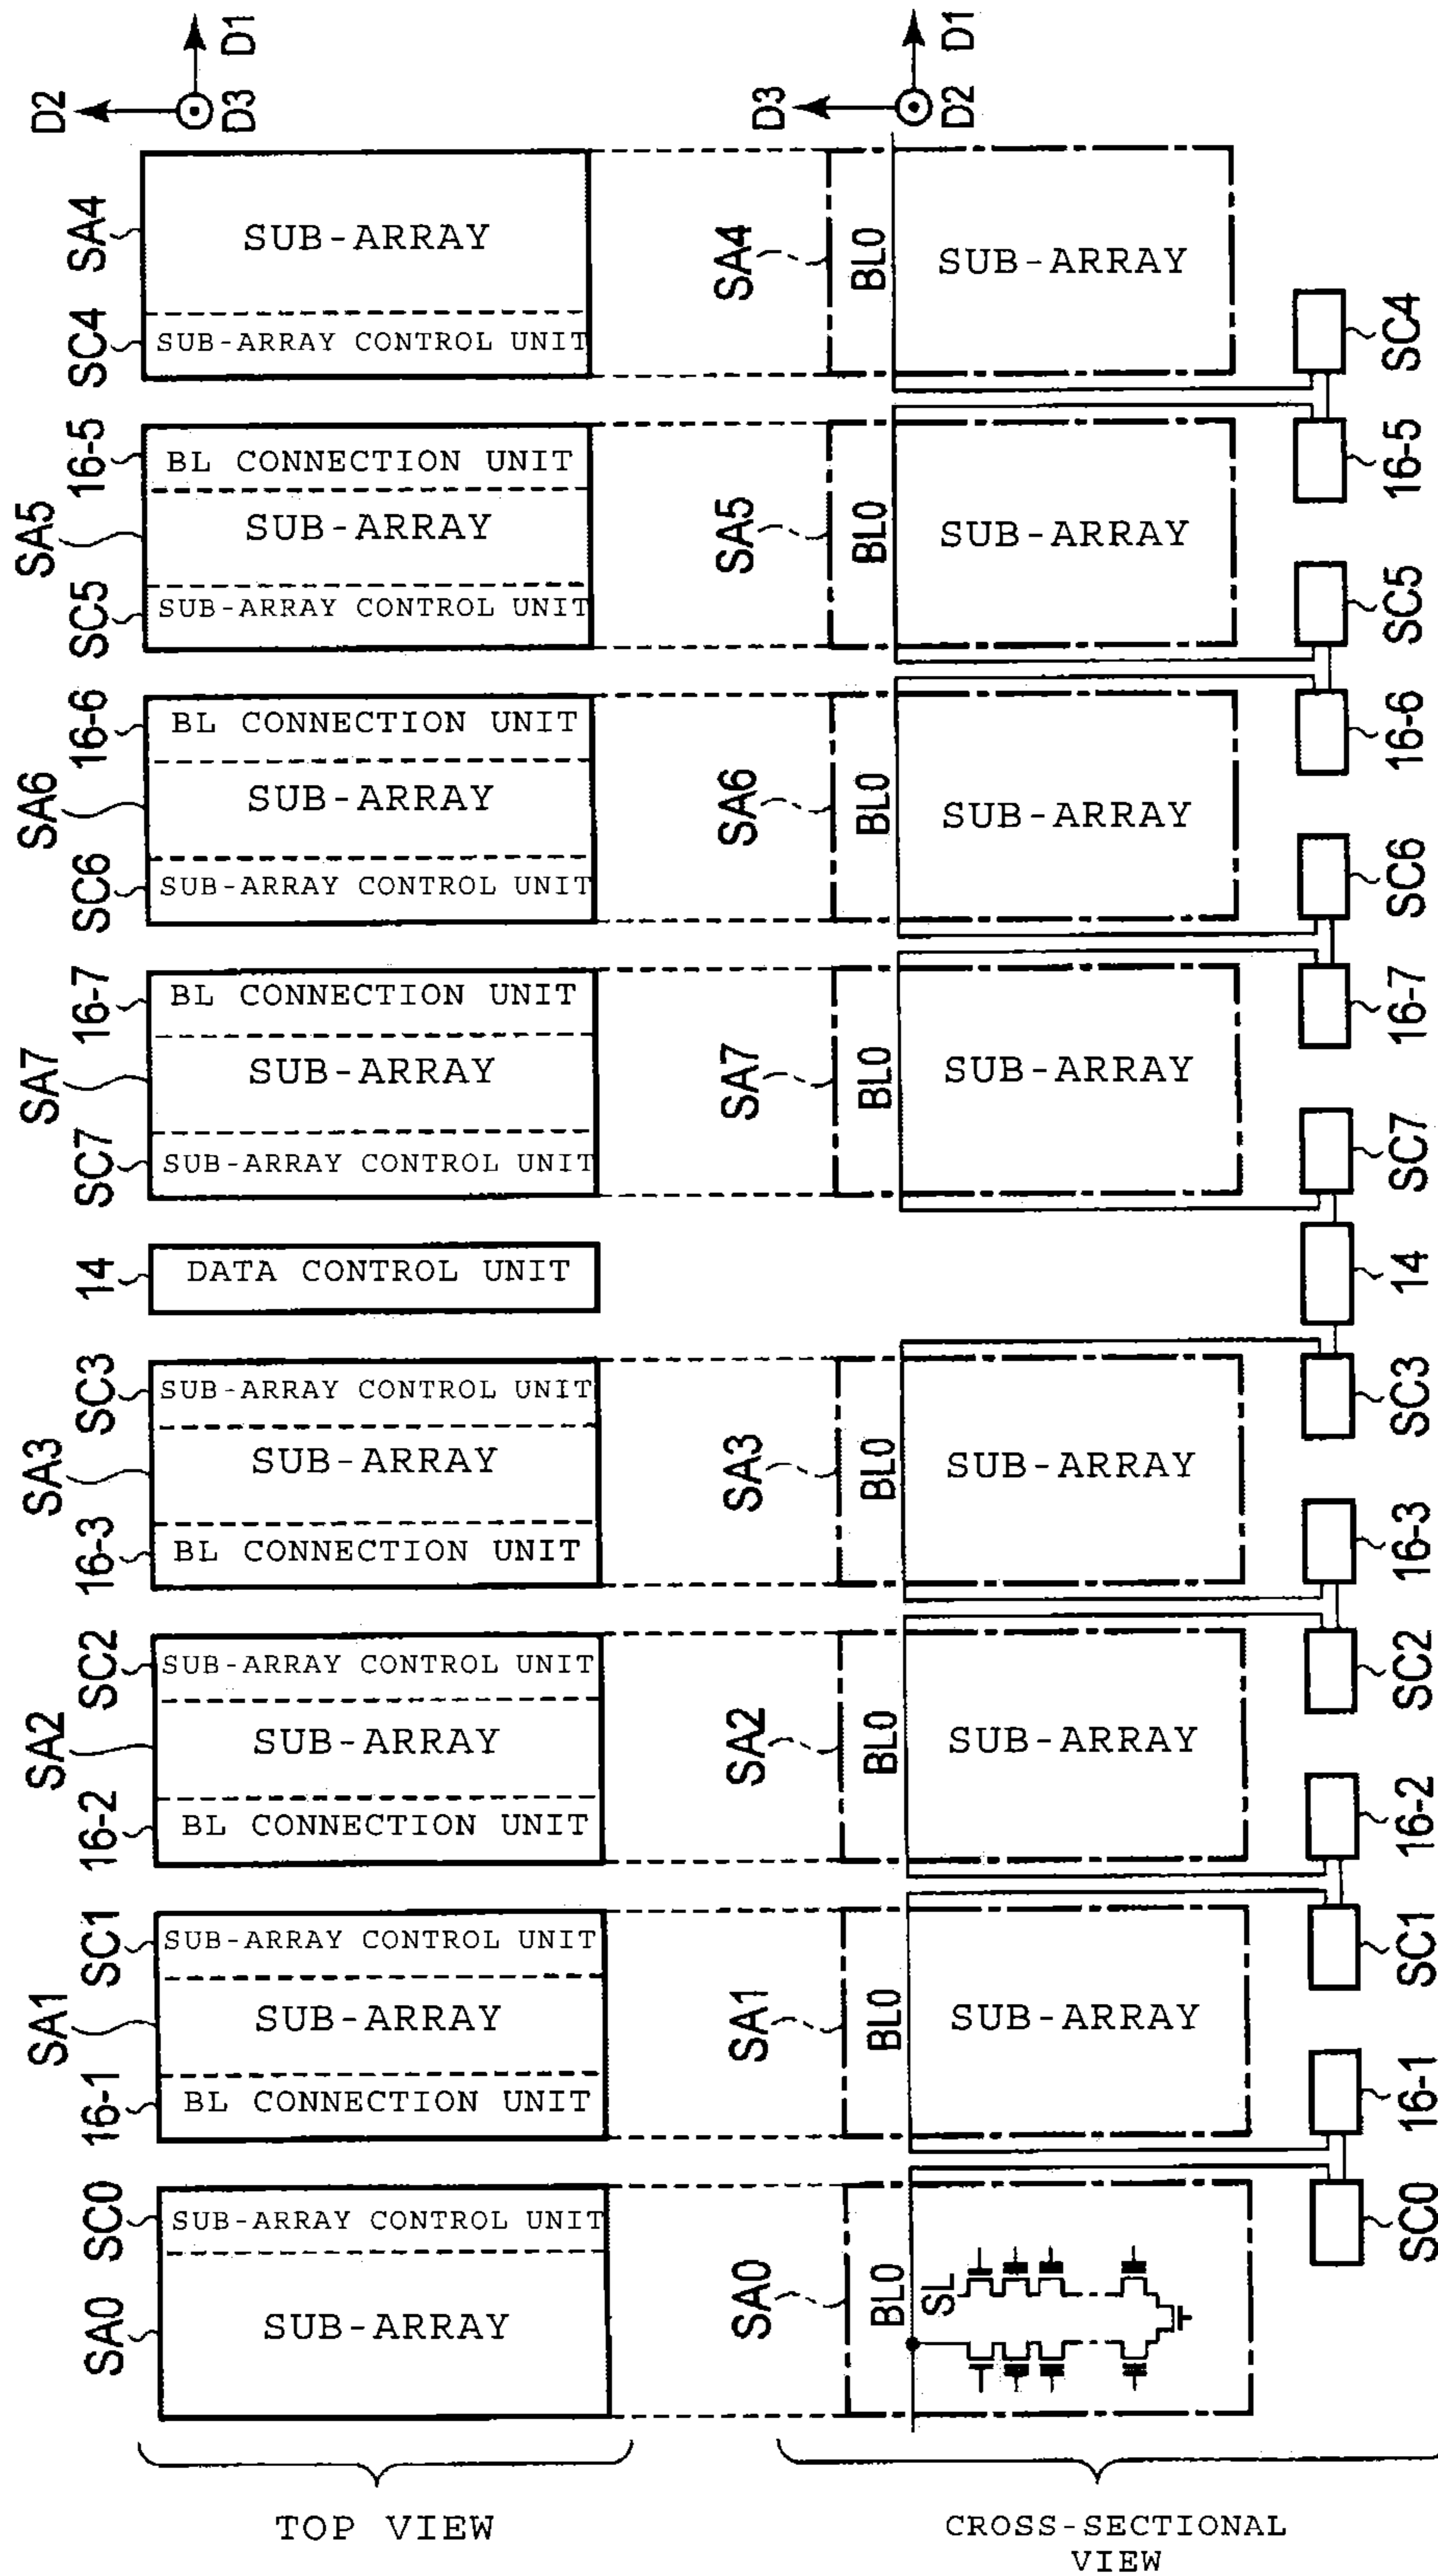 D2
D1
D3
SA4
SC4
SUB-ARRAY
SUB-ARRAY CONTROL UNIT
16-5
SA5
SC5
BL CONNECTION UNIT
SUB-ARRAY
SUB-ARRAY CONTROL UNIT
16-6
SA6
SC6
BL CONNECTION UNIT
SUB-ARRAY
SUB-ARRAY CONTROL UNIT
16-7
SA7
SC7
BL CONNECTION UNIT
SUB-ARRAY
SUB-ARRAY CONTROL UNIT
14
DATA CONTROL UNIT
SC3
SA3
16-3
SUB-ARRAY CONTROL UNIT
SUB-ARRAY
BL CONNECTION UNIT
SC2
SA2
16-2
SUB-ARRAY CONTROL UNIT
SUB-ARRAY
BL CONNECTION UNIT
SC1
SA1
16-1
SUB-ARRAY CONTROL UNIT
SUB-ARRAY
BL CONNECTION UNIT
SC0
SA0
SUB-ARRAY CONTROL UNIT
SUB-ARRAY
TOP VIEW
D3
D1
D2
SA4
BL0
SUB-ARRAY
SC4
16-5
SA5
BL0
SUB-ARRAY
SC5
16-6
SA6
BL0
SUB-ARRAY
SC6
16-7
SA7
BL0
SUB-ARRAY
SC7
14
SC3
SA3
BL0
SUB-ARRAY
16-3
SC2
SA2
BL0
SUB-ARRAY
16-2
SC1
SA1
BL0
SUB-ARRAY
16-1
SC0
SA0
BL0
SL
CROSS-SECTIONAL
VIEW